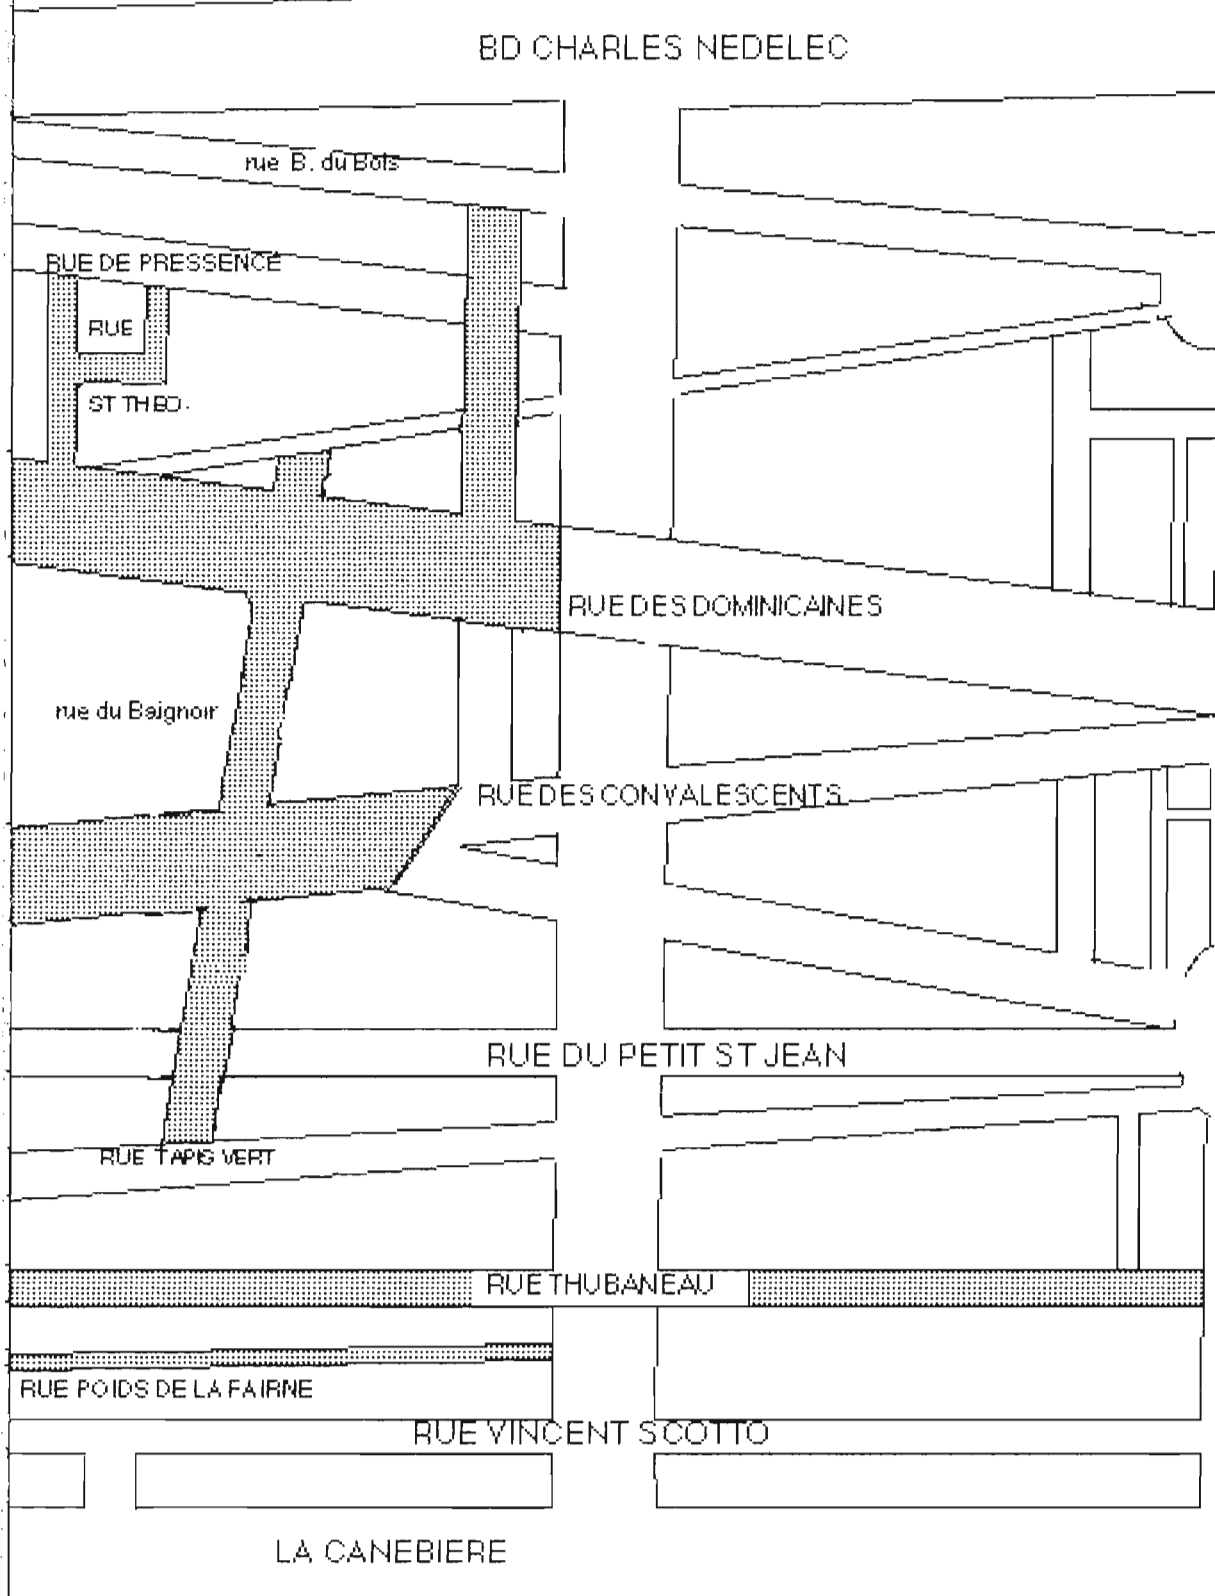 BD CHARLES NEDELEC
rue B. du Bois
RUE DE PRESSENCE
RUE
ST THEO.
RUE DES DOMINICAINES
rue du Baignoir
RUE DES CONVALESCENTS
RUE DU PETIT ST JEAN
RUE TAPIS VERT
RUE THUBANEAU
RUE POIDS DE LA FAIRNE
RUE VINCENT SCOTTO
LA CANEBIERE